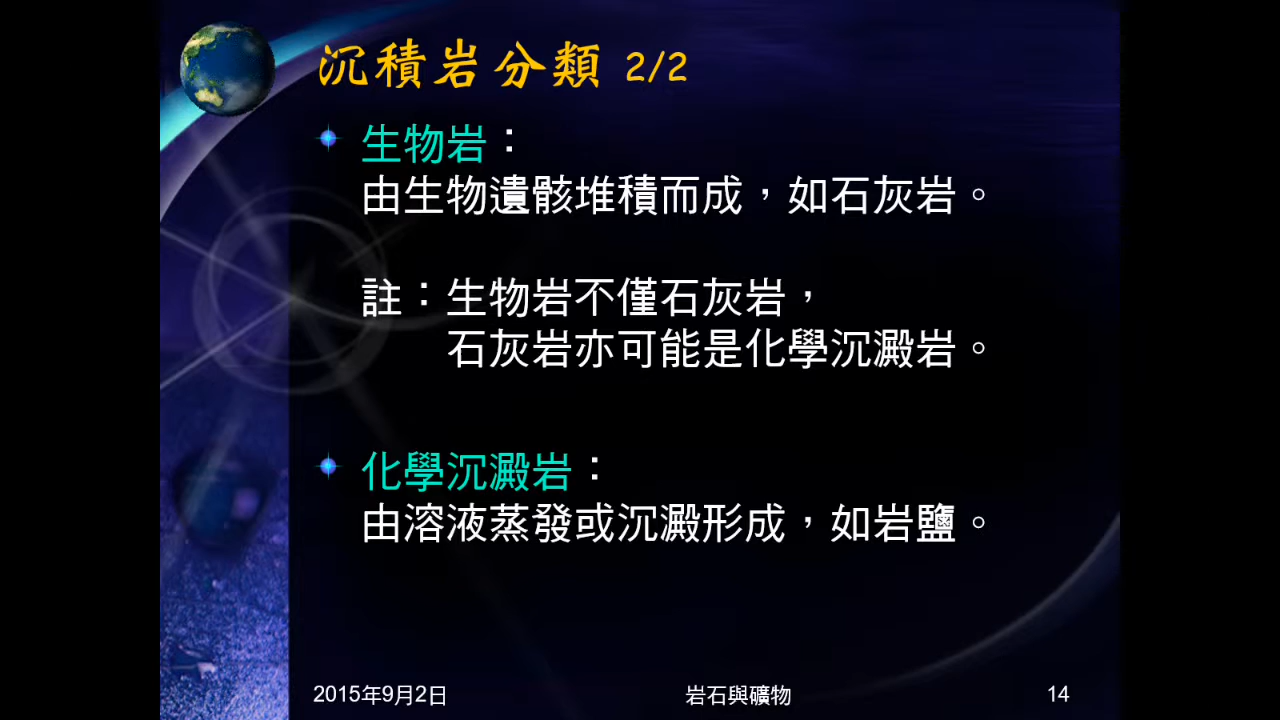 沉積岩分類 2/2
生物岩：
由生物遺骸堆積而成，如石灰岩。
註：生物岩不僅石灰岩，
石灰岩亦可能是化學沉澱岩。
化學沉澱岩：
由溶液蒸發或沉澱形成，如岩鹽。
2015年9月2日 岩石與礦物 14